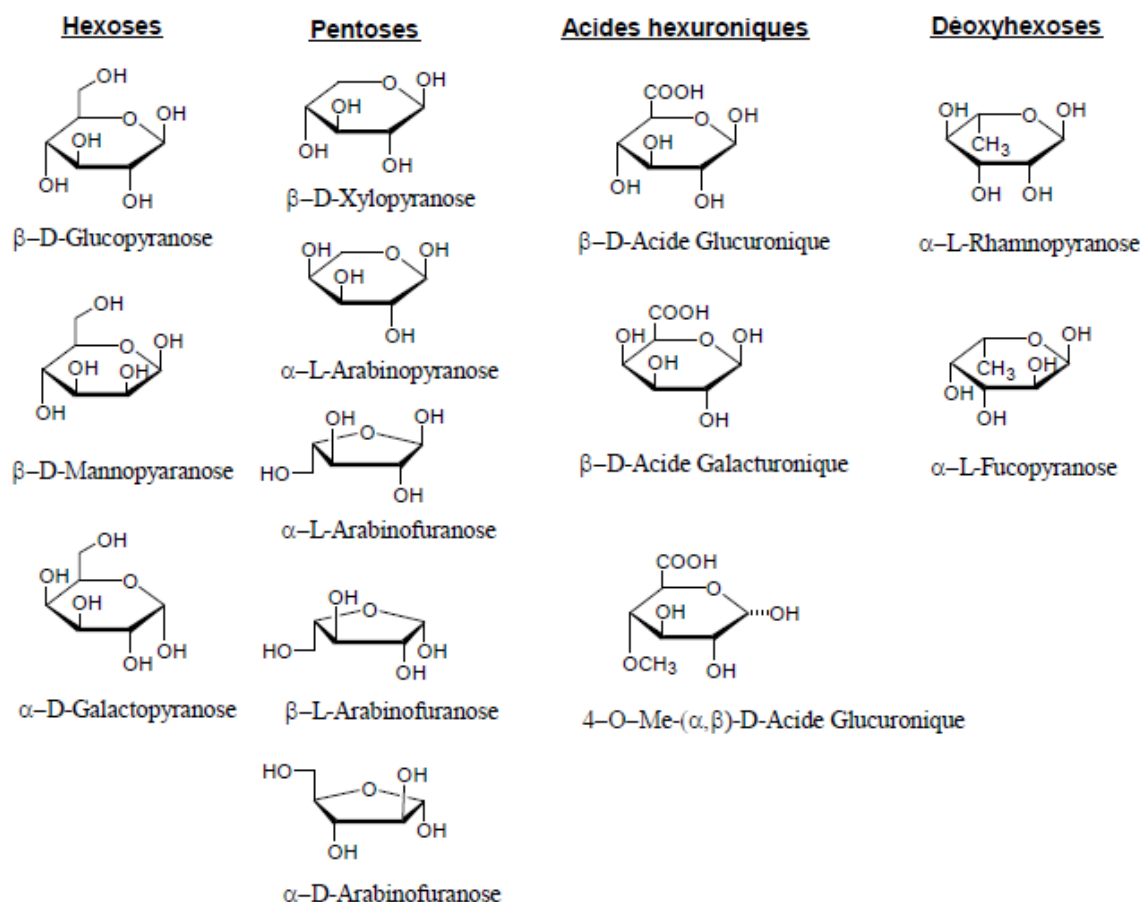 Hexoses
Pentoses
Acides hexuroniques
Déoxyhexoses
OH
O OH
OH
OH
OH
β–D-Glucopyranose
O OH
OH
OH
OH
β–D-Xylopyranose
COOH
O OH
OH
OH
OH
β–D-Acide Glucuronique
OH O OH
CH3
OH OH
α–L-Rhamnopyranose
OH
O OH
OH OH
OH
β–D-Mannopyaranose
OH O OH
OH
OH
α–L-Arabinopyranose
OH O OH
HO
OH
α–L-Arabinofuranose
COOH
OH O OH
OH
OH
β–D-Acide Galacturonique
O OH
OH
CH3
OH
OH
α–L-Fucopyranose
OH
OH O
OH
OH OH
α–D-Galactopyranose
OH O
HO OH
OH
β–L-Arabinofuranose
COOH
O
OH OH
OCH3 OH
4–O–Me-(α,β)-D-Acide Glucuronique
HO O OH
OH
OH
α–D-Arabinofuranose